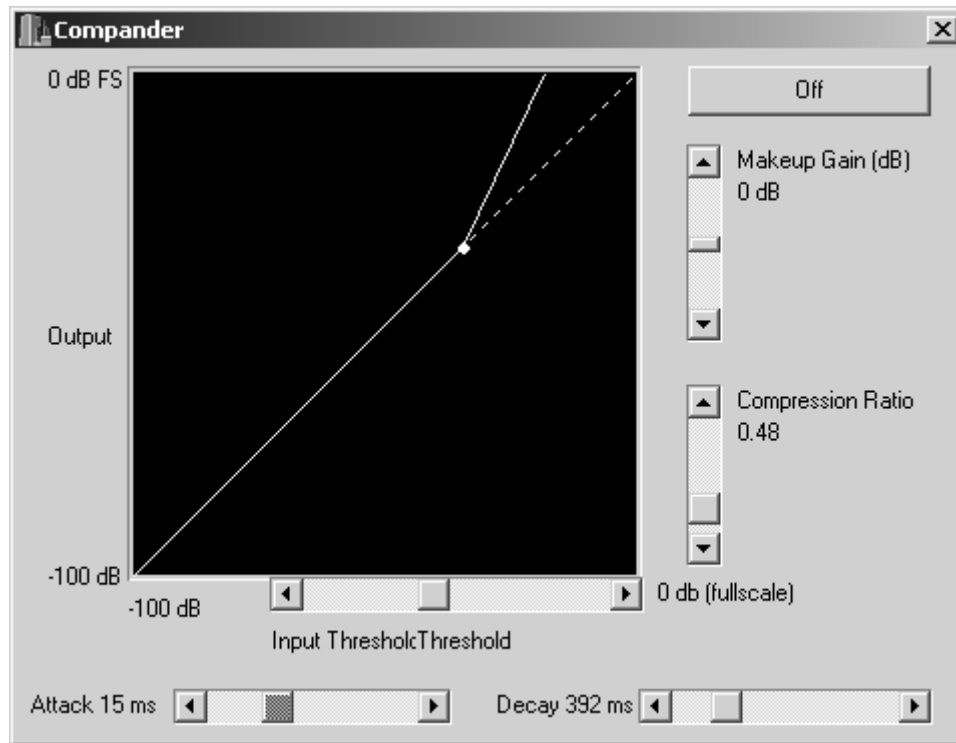 Compander
0 dB FS
Off
Makeup Gain (dB)
0 dB
Output
Compression Ratio
0.48
-100 dB
-100 dB
0 db (fullscale)
Input ThresholdThreshold
Attack 15 ms
Decay 392 ms